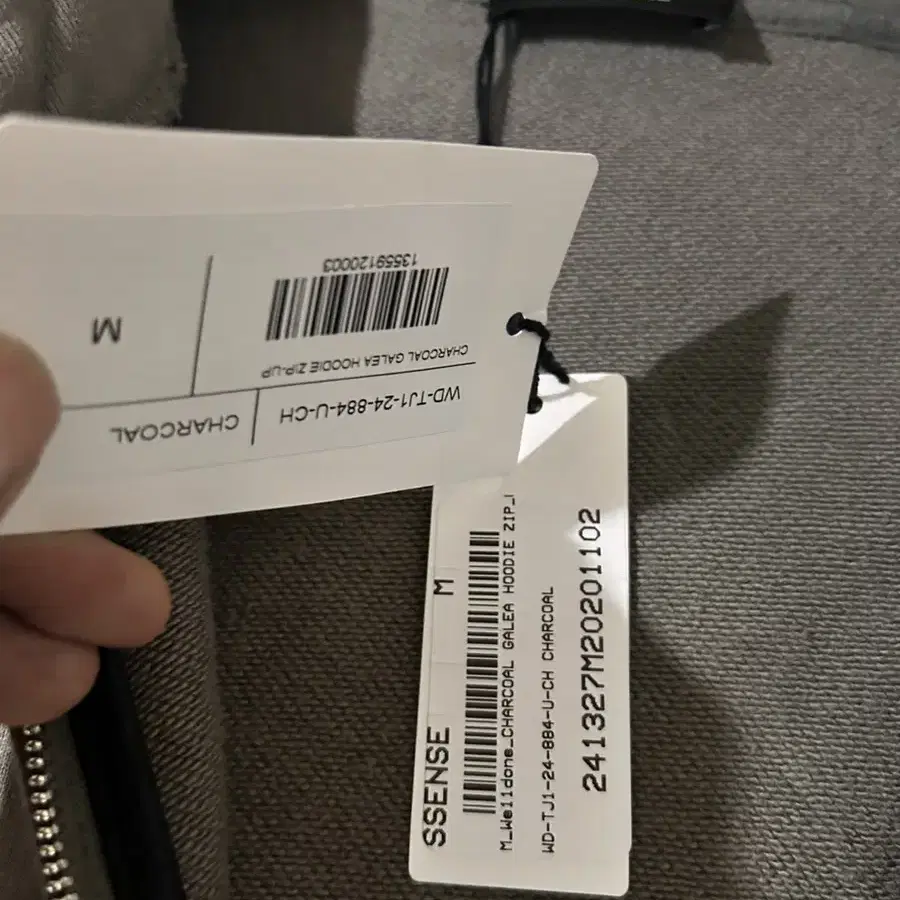 WD-TJ1-24-884-U-CH
CHARCOAL
CHARCOAL GALEA HOODIE ZIP-UP
13559120003
M
SSENSE
M
M_We11done_CHARCOAL GALEA HOODIE ZIP_
WD-TJ1-24-884-U-CH CHARCOAL
241327M20201102